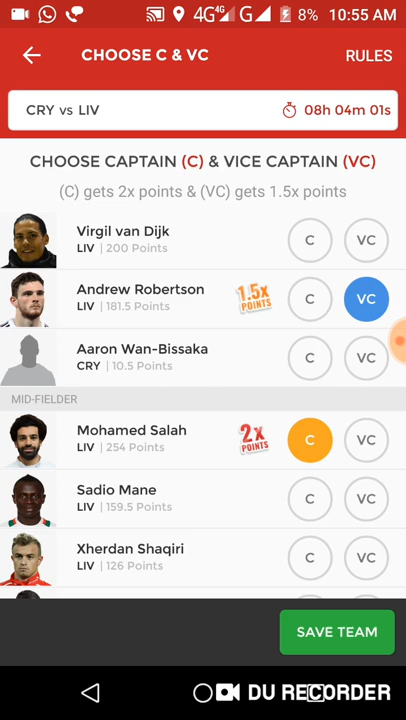 4G 4G G 8% 10:55 AM
CHOOSE C & VC RULES
CRY vs LIV 08h 04m 01s
CHOOSE CAPTAIN (C) & VICE CAPTAIN (VC)
(C) gets 2x points & (VC) gets 1.5x points
Virgil van Dijk
LIV | 200 Points
C VC
Andrew Robertson
LIV | 181.5 Points
1.5x POINTS
C VC
Aaron Wan-Bissaka
CRY | 10.5 Points
C VC
MID-FIELDER
Mohamed Salah
LIV | 254 Points
2x POINTS
C VC
Sadio Mane
LIV | 159.5 Points
C VC
Xherdan Shaqiri
LIV | 126 Points
C VC
SAVE TEAM
DU RECORDER